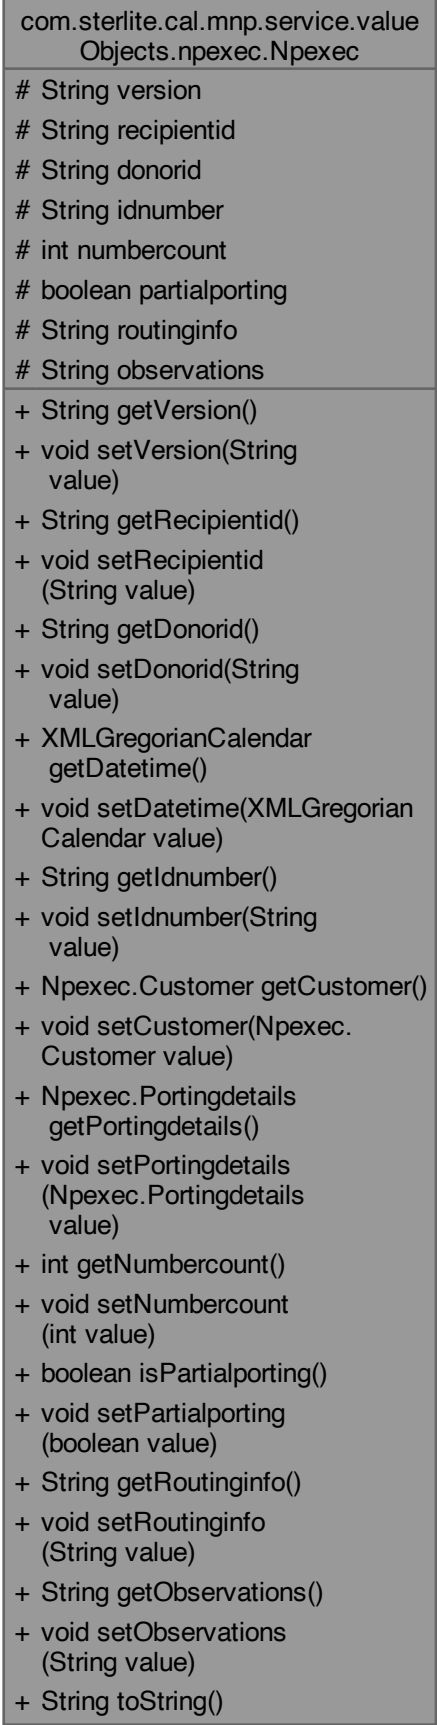 com.sterlite.cal.mnp.service.value
Objects.npexec.Npexec
# String version
# String recipientid
# String donorid
# String idnumber
# int numbercount
# boolean partialporting
# String routinginfo
# String observations
+ String getVersion()
+ void setVersion(String
value)
+ String getRecipientid()
+ void setRecipientid
(String value)
+ String getDonorid()
+ void setDonorid(String
value)
+ XMLGregorianCalendar
getDatetime()
+ void setDatetime(XMLGregorian
Calendar value)
+ String getIdnumber()
+ void setIdnumber(String
value)
+ Npexec.Customer getCustomer()
+ void setCustomer(Npexec.
Customer value)
+ Npexec.Portingdetails
getPortingdetails()
+ void setPortingdetails
(Npexec.Portingdetails
value)
+ int getNumbercount()
+ void setNumbercount
(int value)
+ boolean isPartialporting()
+ void setPartialporting
(boolean value)
+ String getRoutinginfo()
+ void setRoutinginfo
(String value)
+ String getObservations()
+ void setObservations
(String value)
+ String toString()